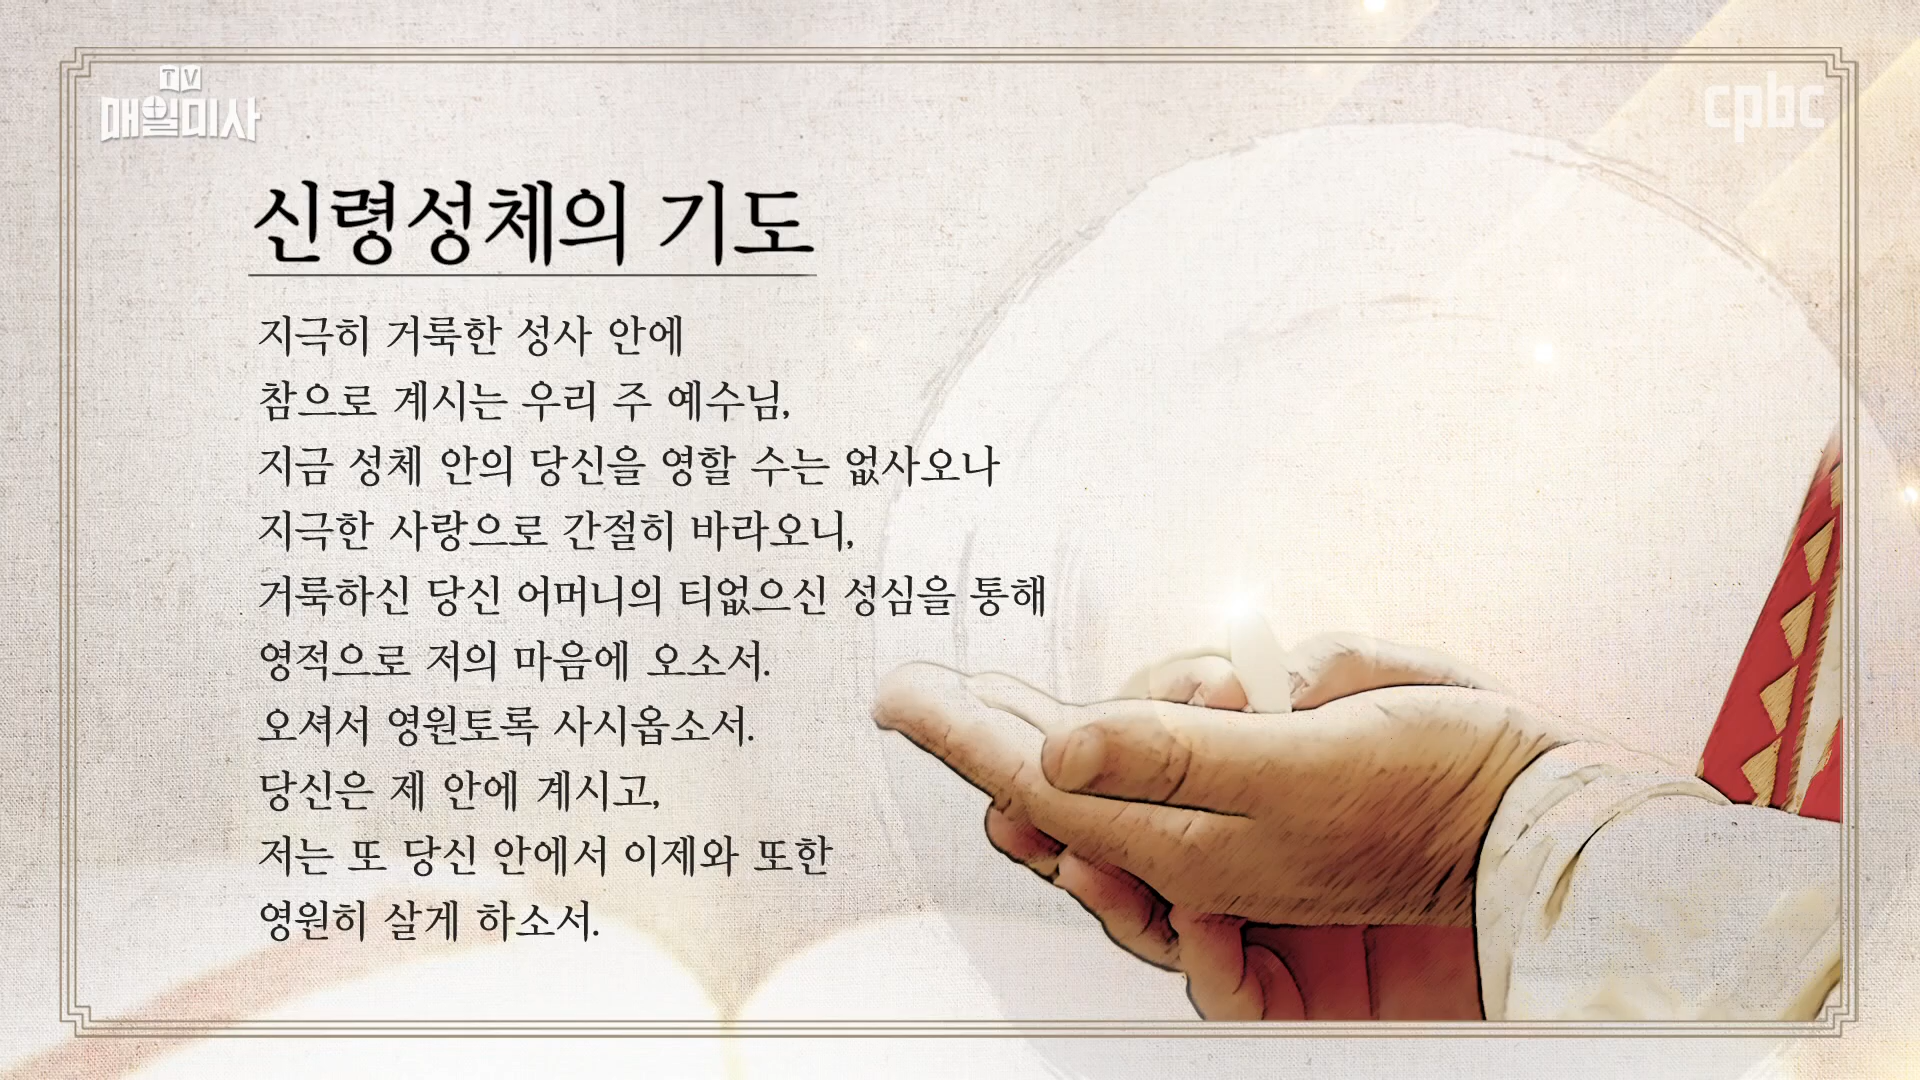 TV
매일미사
cpbc
신령성체의 기도
지극히 거룩한 성사 안에
참으로 계시는 우리 주 예수님,
지금 성체 안의 당신을 영할 수는 없사오나
지극한 사랑으로 간절히 바라오니,
거룩하신 당신 어머니의 티없으신 성심을 통해
영적으로 저의 마음에 오소서.
오셔서 영원토록 사시옵소서.
당신은 제 안에 계시고,
저는 또 당신 안에서 이제와 또한
영원히 살게 하소서.